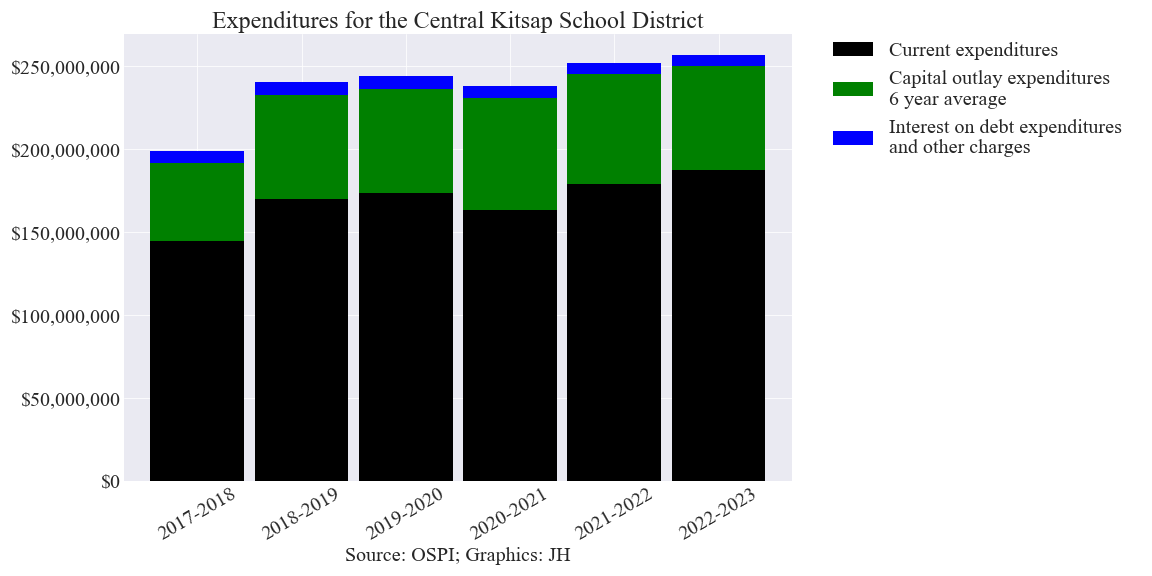 Expenditures for the Central Kitsap School District
$250,000,000
$200,000,000
$150,000,000
$100,000,000
$50,000,000
$0
2017-2018
2018-2019
2019-2020
2020-2021
2021-2022
2022-2023
Source: OSPI; Graphics: JH
Current expenditures
Capital outlay expenditures
6 year average
Interest on debt expenditures
and other charges